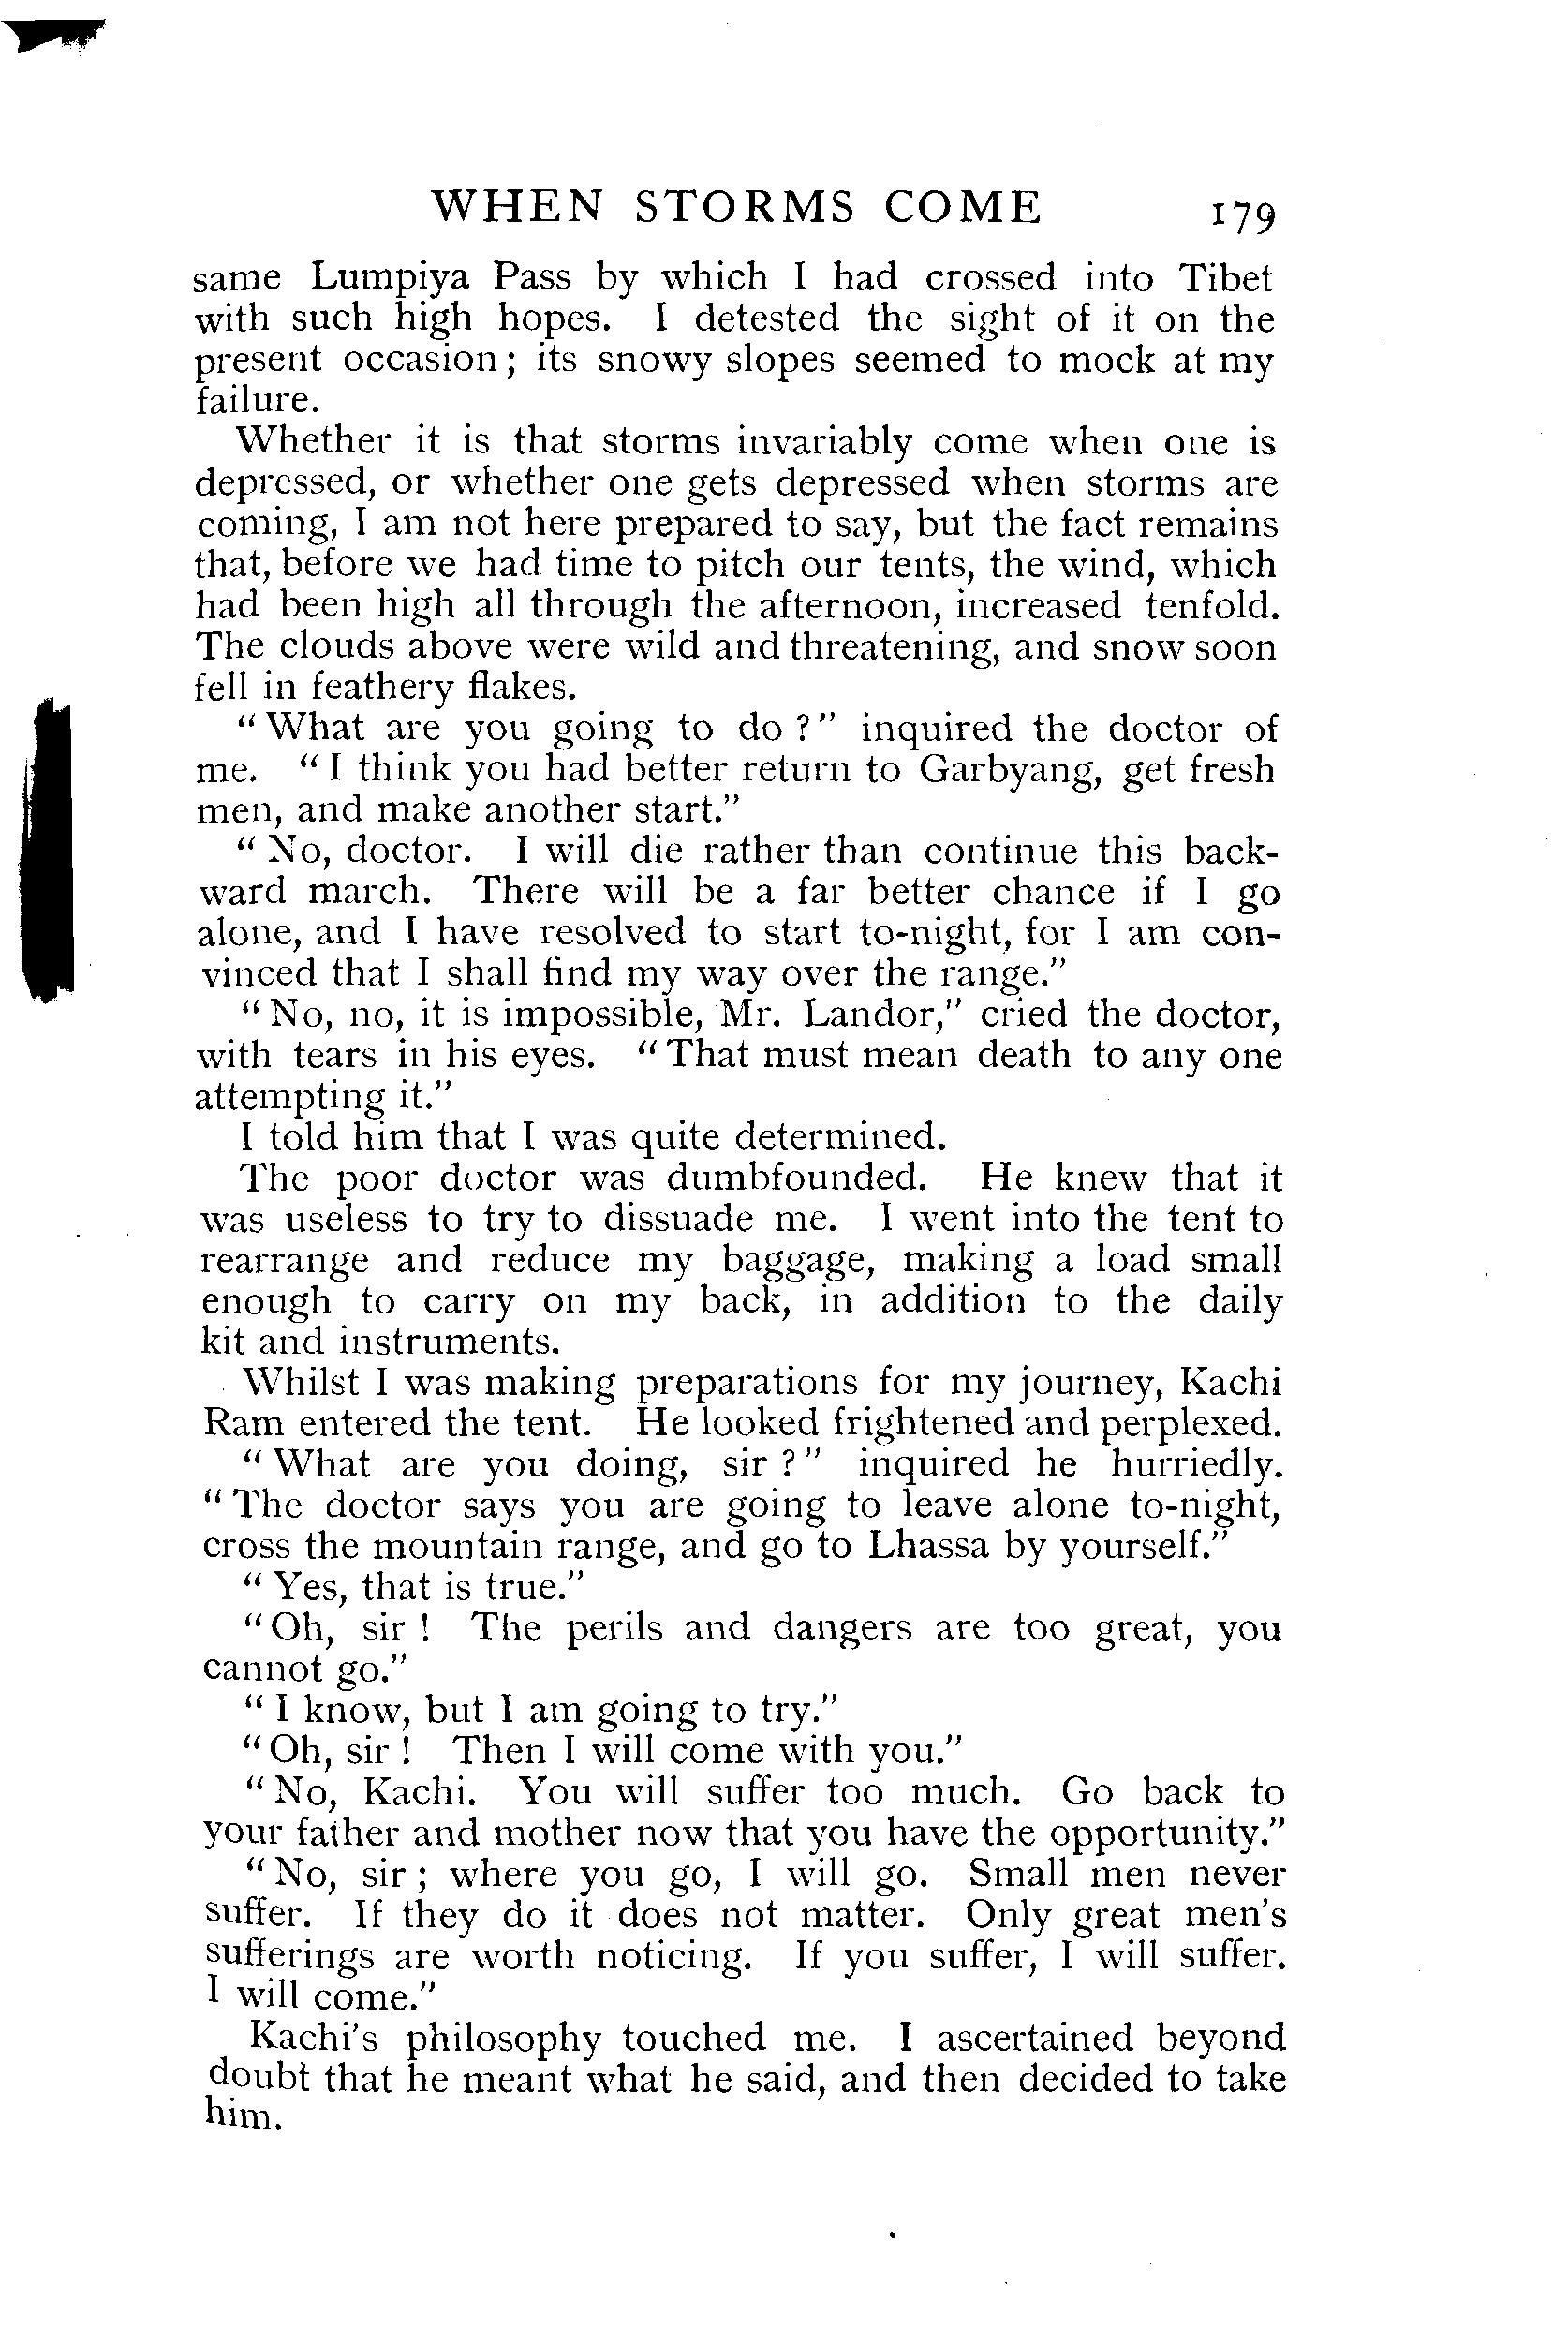 WHEN STORMS COME 179
same Lumpiya Pass by which I had crossed into Tibet
with such high hopes. I detested the sight of it on the
present occasion; its snowy slopes seemed to mock at my
failure.
Whether it is that storms invariably come when one is
depressed, or whether one gets depressed when storms are
coming, I am not here prepared to say, but the fact remains
that, before we had time to pitch our tents, the wind, which
had been high all through the afternoon, increased tenfold.
The clouds above were wild and threatening, and snow soon
fell in feathery flakes.
"What are you going to do?" inquired the doctor of
me. "I think you had better return to Garbyang, get fresh
men, and make another start."
"No, doctor. I will die rather than continue this back-
ward march. There will be a far better chance if I go
alone, and I have resolved to start to-night, for I am con-
vinced that I shall find my way over the range."
"No, no, it is impossible, Mr. Landor," cried the doctor,
with tears in his eyes. "That must mean death to any one
attempting it."
I told him that I was quite determined.
The poor doctor was dumbfounded. He knew that it
was useless to try to dissuade me. I went into the tent to
rearrange and reduce my baggage, making a load small
enough to carry on my back, in addition to the daily
kit and instruments.
Whilst I was making preparations for my journey, Kachi
Ram entered the tent. He looked frightened and perplexed.
"What are you doing, sir?" inquired he hurriedly.
"The doctor says you are going to leave alone to-night,
cross the mountain range, and go to Lhassa by yourself."
"Yes, that is true."
"Oh, sir! The perils and dangers are too great, you
cannot go."
"I know, but I am going to try."
"Oh, sir! Then I will come with you."
"No, Kachi. You will suffer too much. Go back to
your father and mother now that you have the opportunity."
"No, sir; where you go, I will go. Small men never
suffer. If they do it does not matter. Only great men's
sufferings are worth noticing. If you suffer, I will suffer.
I will come."
Kachi's philosophy touched me. I ascertained beyond
doubt that he meant what he said, and then decided to take
him.